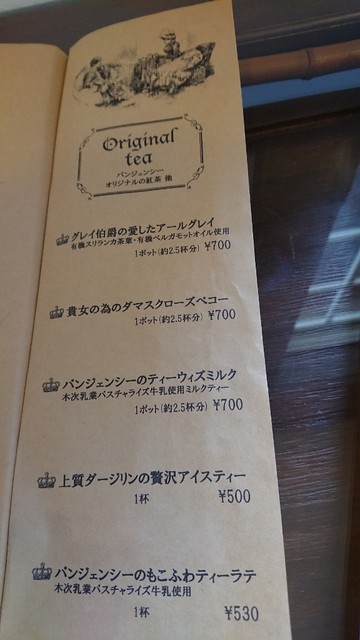 Original
tea
バンジェンシー
オリジナルの紅茶 他
グレイ伯爵の愛したアールグレイ
有機スリランカ茶葉・有機ベルガモットオイル使用
1ポット(約2.5杯分) ¥700
貴女の為のダマスクローズペコー
1ポット(約2.5杯分) ¥700
バンジェンシーのティーウィズミルク
木次乳業パスチャライズ牛乳使用ミルクティー
1ポット(約2.5杯分) ¥700
上質ダージリンの贅沢アイスティー
1杯 ¥500
バンジェンシーのもこふわティーラテ
木次乳業パスチャライズ牛乳使用
1杯 ¥530